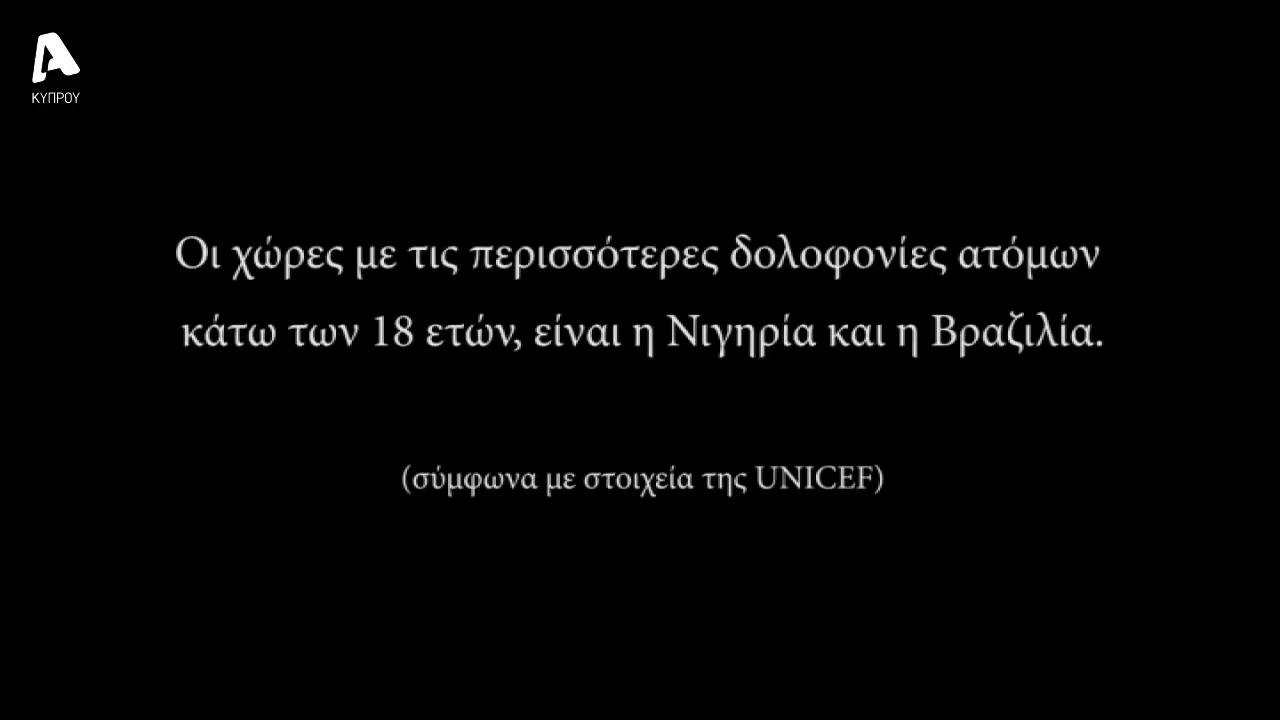 ΚΥΠΡΟΥ
Οι χώρες με τις περισσότερες δολοφονίες ατόμων
κάτω των 18 ετών, είναι η Νιγηρία και η Βραζιλία.
(σύμφωνα με στοιχεία της UNICEF)